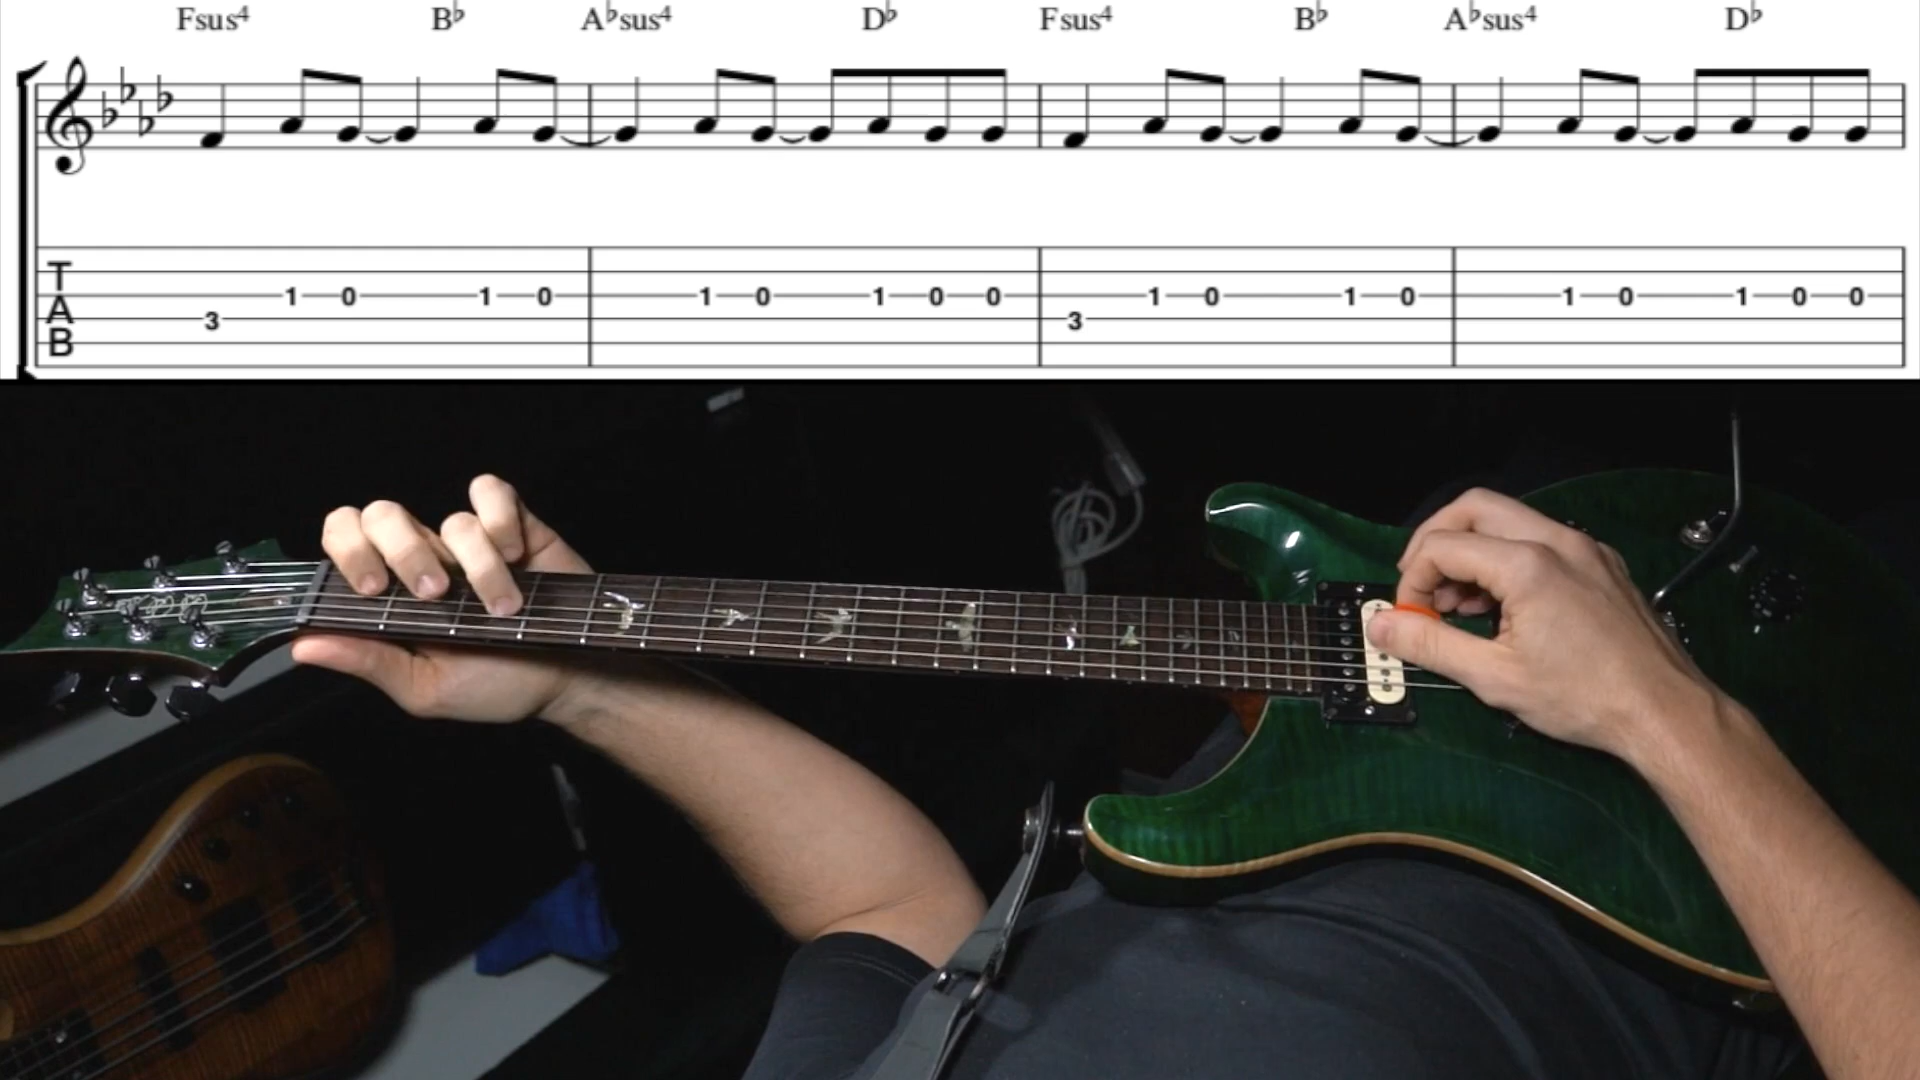 Fsus4 B♭ A♭sus4 D♭ Fsus4 B♭ A♭sus4 D♭
T
1 0 1 0 1 0 1 0 0 1 0 1 0 1 0 1 0 0
A
3 3
B